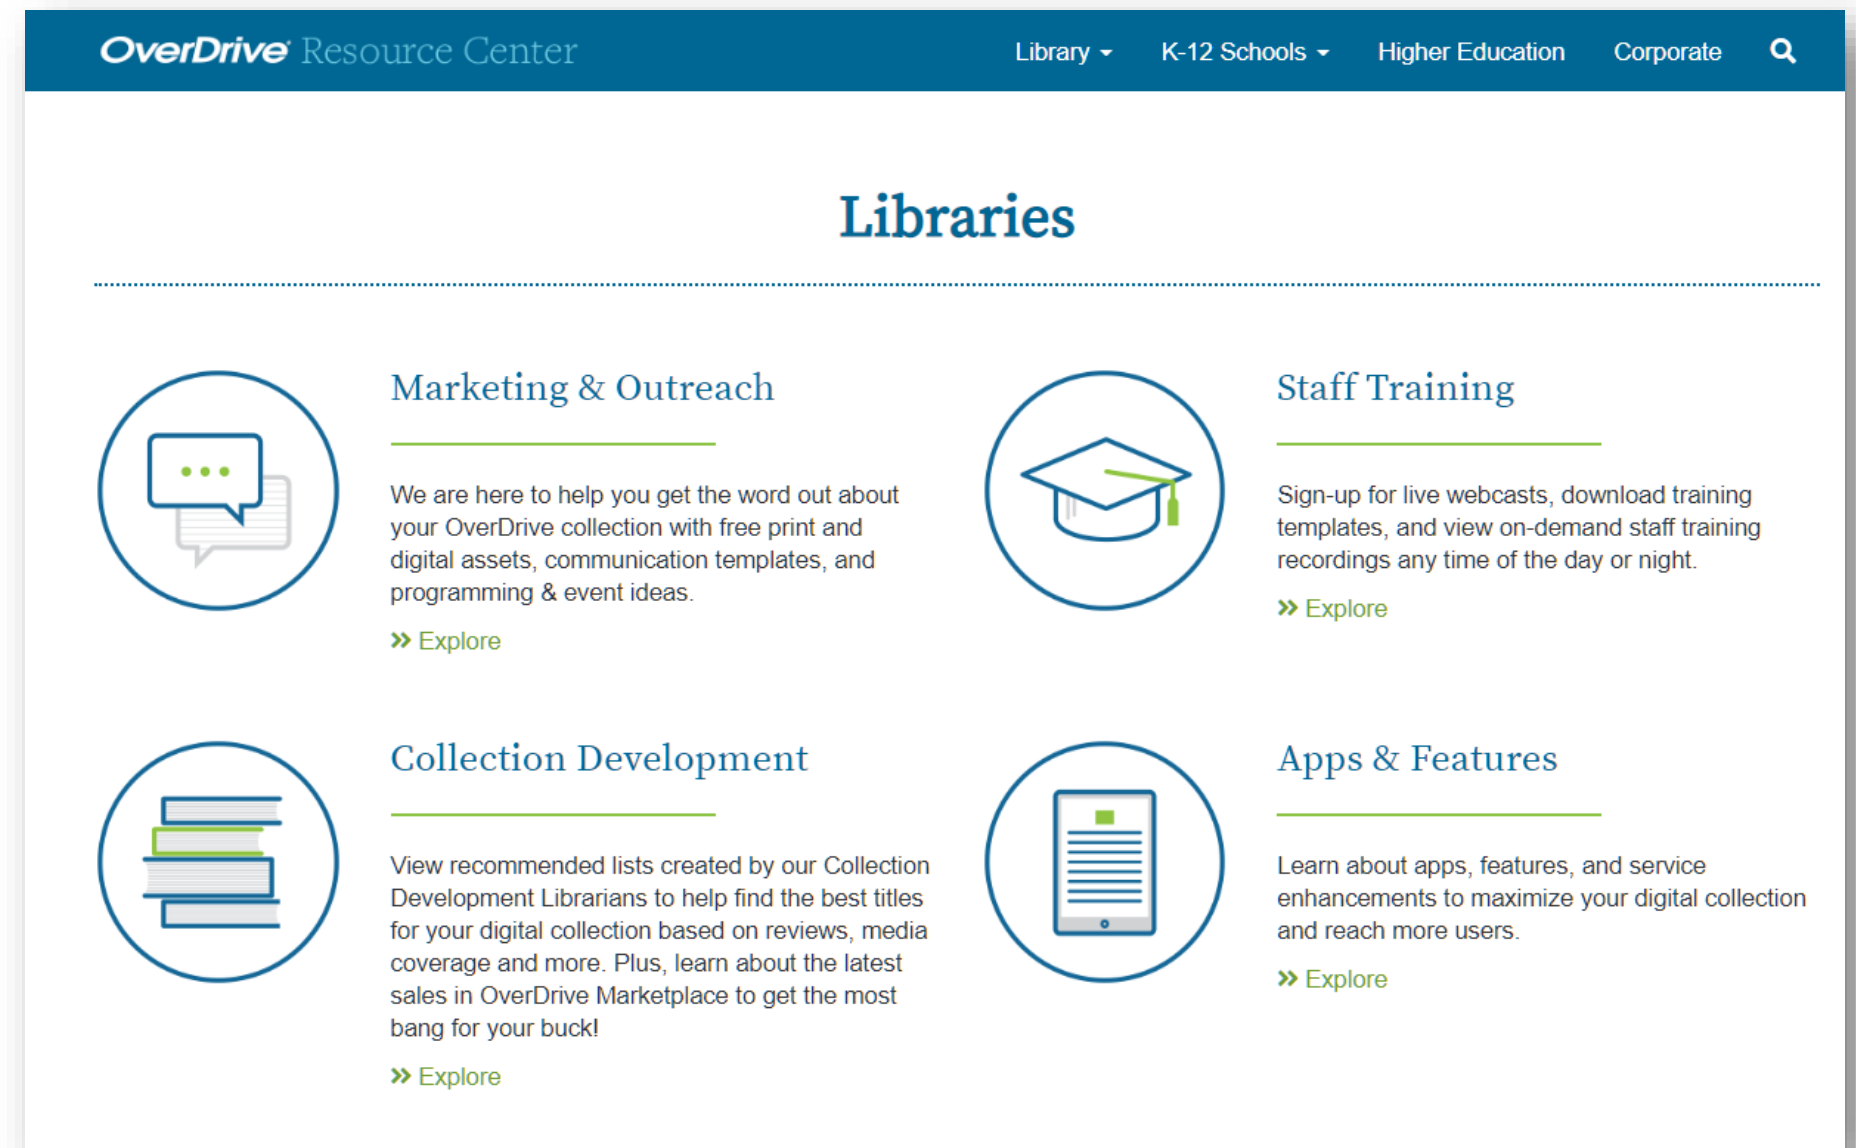 OverDrive Resource Center
Library K-12 Schools Higher Education Corporate
Libraries
Marketing & Outreach
We are here to help you get the word out about
your OverDrive collection with free print and
digital assets, communication templates, and
programming & event ideas.
Explore
Staff Training
Sign-up for live webcasts, download training
templates, and view on-demand staff training
recordings any time of the day or night.
Explore
Collection Development
View recommended lists created by our Collection
Development Librarians to help find the best titles
for your digital collection based on reviews, media
coverage and more. Plus, learn about the latest
sales in OverDrive Marketplace to get the most
bang for your buck!
Explore
Apps & Features
Learn about apps, features, and service
enhancements to maximize your digital collection
and reach more users.
Explore